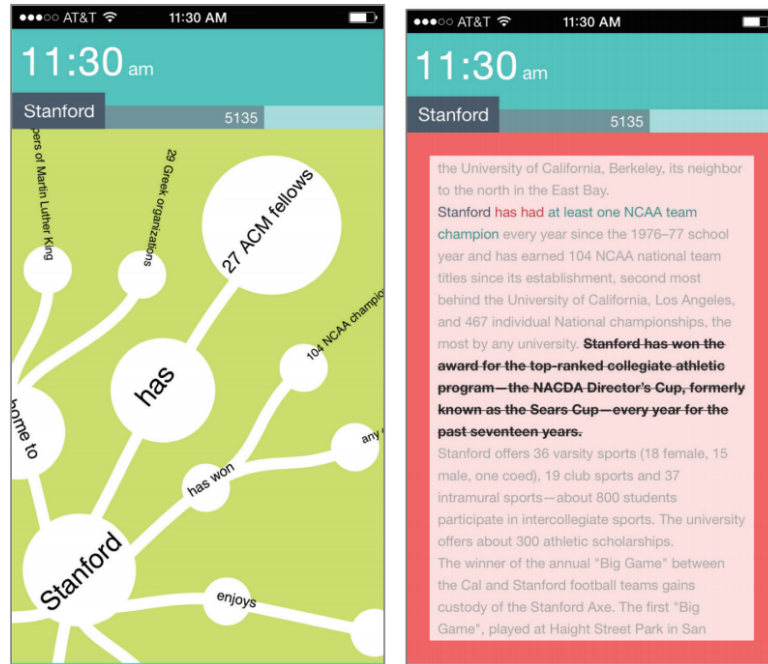 AT&T 11:30 AM
11:30 am
Stanford 5135
pers of Martin Luther King
29 Greek organizations
27 ACM fellows
104 NCAA champion
has
home to
any
has won
Stanford
enjoys
AT&T 11:30 AM
11:30 am
Stanford 5135
the University of California, Berkeley, its neighbor
to the north in the East Bay.
Stanford has had at least one NCAA team
champion every year since the 1976–77 school
year and has earned 104 NCAA national team
titles since its establishment, second most
behind the University of California, Los Angeles,
and 467 individual National championships, the
most by any university. Stanford has won the
award for the top-ranked collegiate athletic
program—the NACDA Director's Cup, formerly
known as the Sears Cup—every year for the
past seventeen years.
Stanford offers 36 varsity sports (18 female, 15
male, one coed), 19 club sports and 37
intramural sports—about 800 students
participate in intercollegiate sports. The university
offers about 300 athletic scholarships.
The winner of the annual "Big Game" between
the Cal and Stanford football teams gains
custody of the Stanford Axe. The first "Big
Game", played at Haight Street Park in San